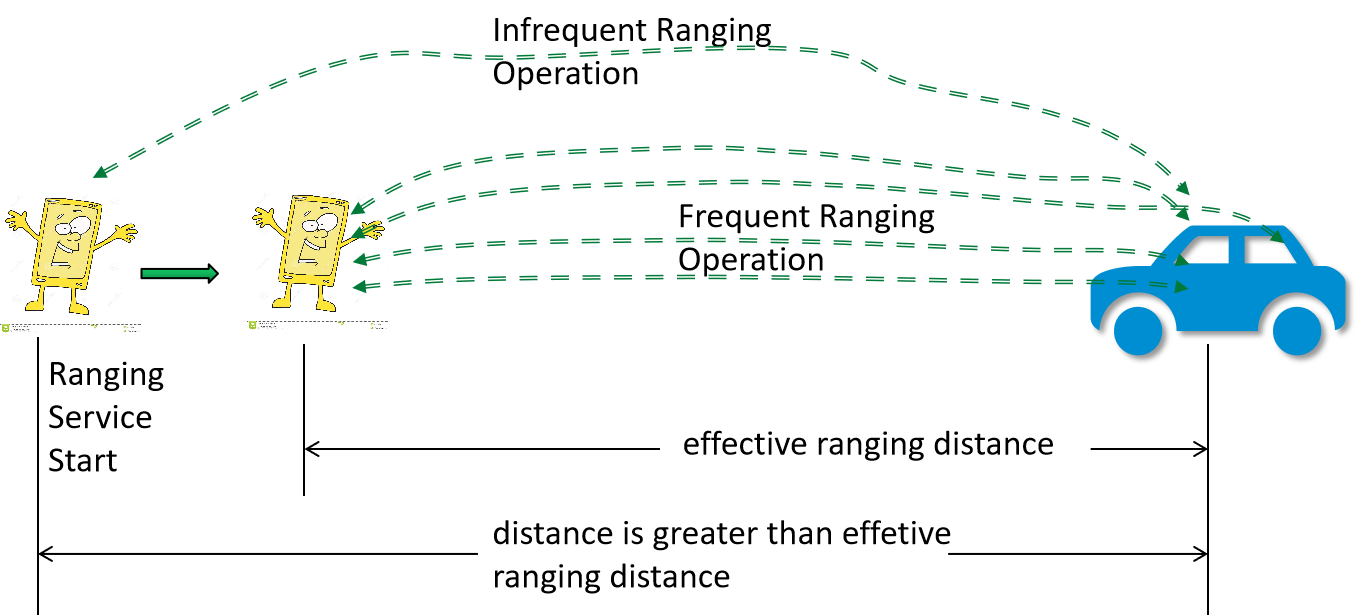 Infrequent Ranging
Operation
Frequent Ranging
Operation
Ranging
Service
Start
effective ranging distance
distance is greater than effetive
ranging distance